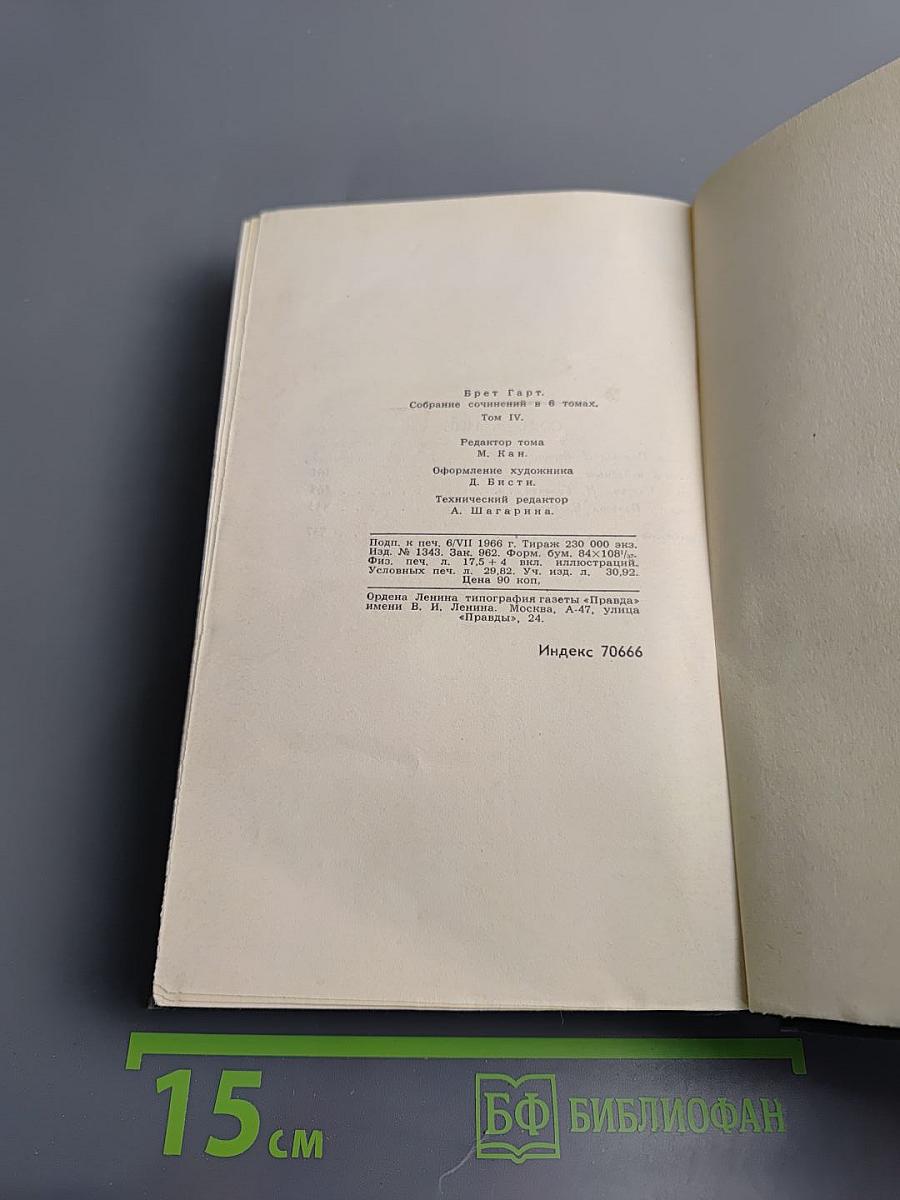 Брет Гарт.
Собрание сочинений в 6 томах.
Том IV.
Редактор тома
М. Кан.
Оформление художника
Д. Бисти.
Технический редактор
А. Шагарина.
Подп. к печ. 6/VII 1966 г. Тираж 230 000 экз.
Изд. № 1343. Зак. 962. Форм. бум. 84×108¹/₃₂.
Физ. печ. л. 17,5+4 вкл. иллюстраций.
Условных печ. л. 29,82. Уч. изд. л. 30,92.
Цена 90 коп.
Ордена Ленина типография газеты «Правда»
имени В. И. Ленина. Москва, А-47, улица
«Правды», 24.
Индекс 70666
15 см
БФ БИБЛИОФАН